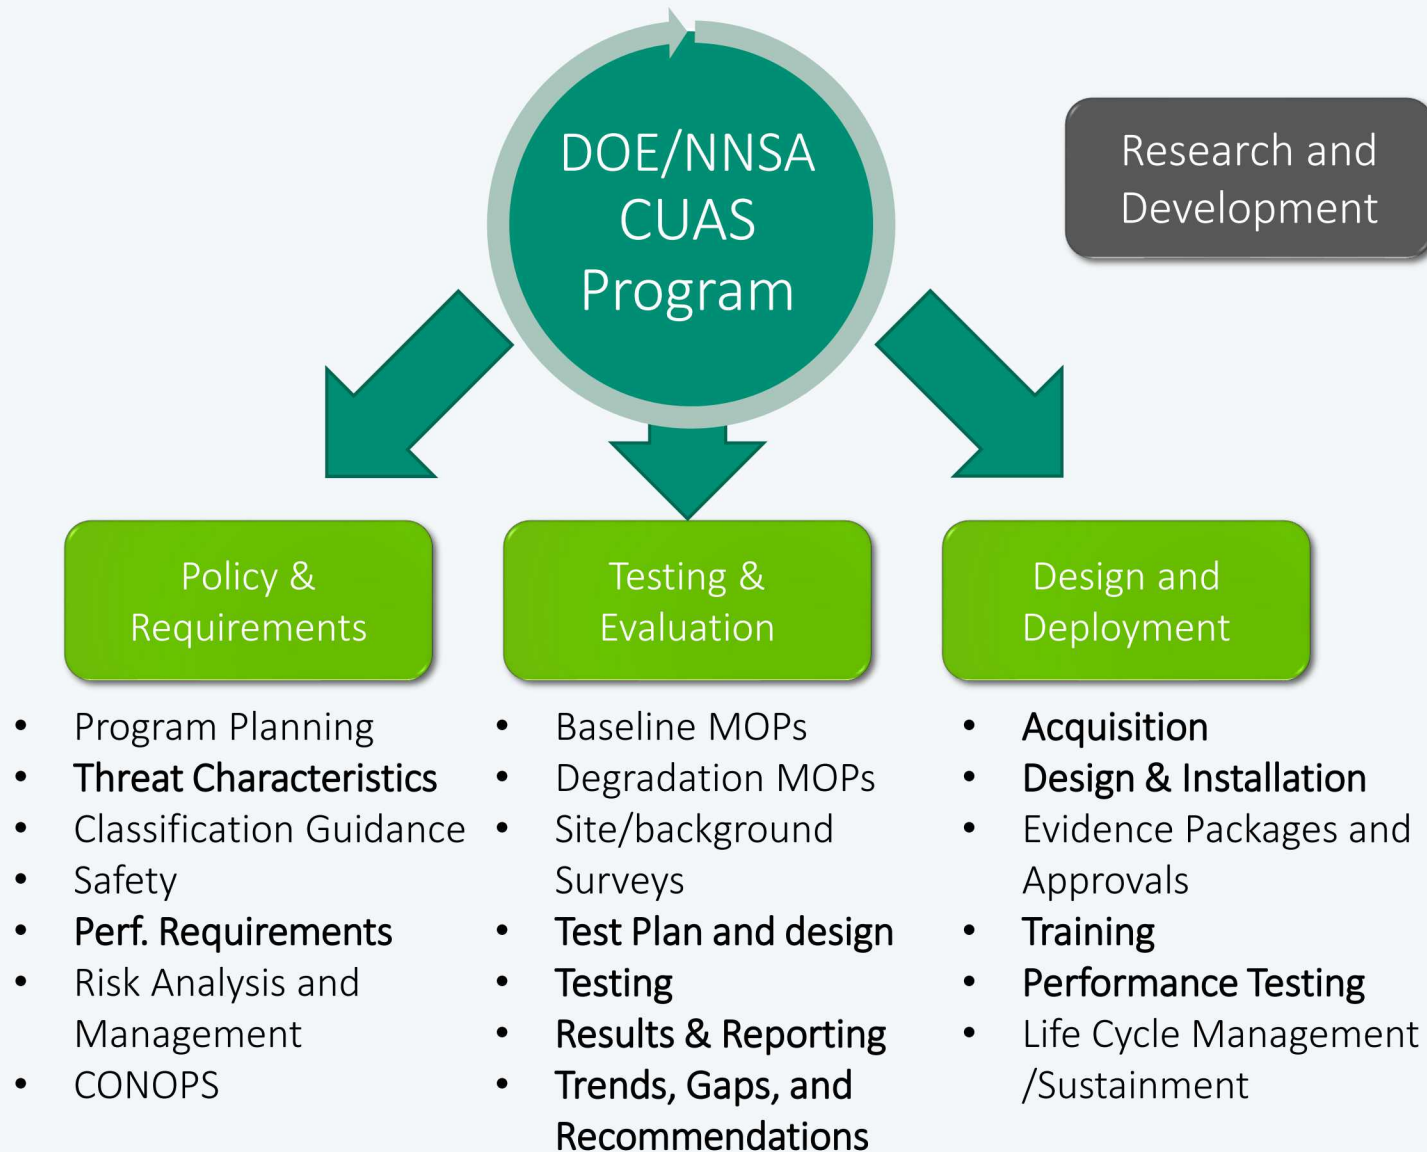 DOE/NNSA
CUAS
Program
Research and
Development
Policy &
Requirements
• Program Planning
• Threat Characteristics
• Classification Guidance
• Safety
• Perf. Requirements
• Risk Analysis and
Management
• CONOPS
Testing &
Evaluation
• Baseline MOPs
• Degradation MOPs
• Site/background
Surveys
• Test Plan and design
• Testing
• Results & Reporting
• Trends, Gaps, and
Recommendations
Design and
Deployment
• Acquisition
• Design & Installation
• Evidence Packages and
Approvals
• Training
• Performance Testing
• Life Cycle Management
/Sustainment